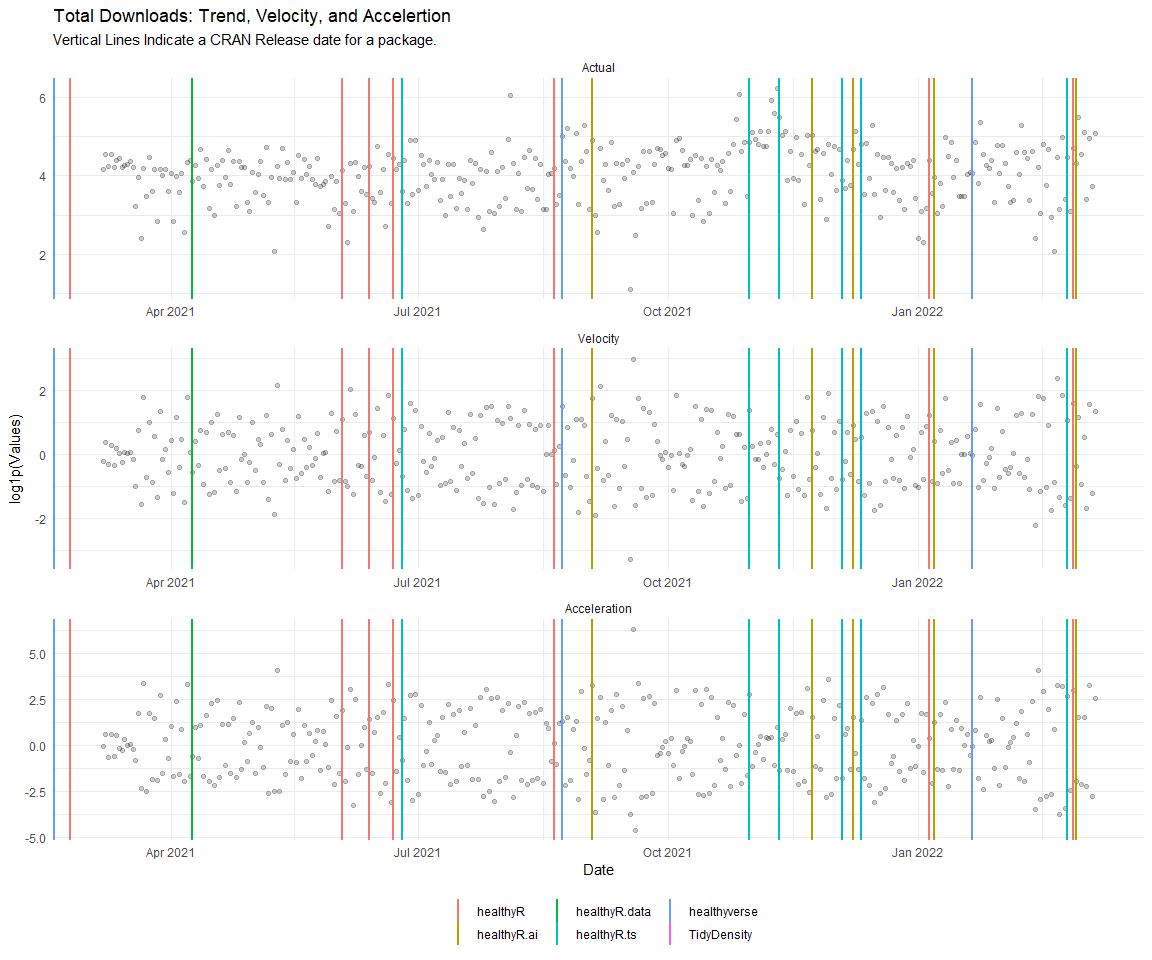 Total Downloads: Trend, Velocity, and Accelertion
Vertical Lines Indicate a CRAN Release date for a package.
Actual
6
4
2
Apr 2021 Jul 2021 Oct 2021 Jan 2022
Velocity
2
0
-2
Apr 2021 Jul 2021 Oct 2021 Jan 2022
log1p(Values)
Acceleration
5.0
2.5
0.0
-2.5
-5.0
Apr 2021 Jul 2021 Oct 2021 Jan 2022
Date
healthyR healthyR.data healthyverse
healthyR.ai healthyR.ts TidyDensity